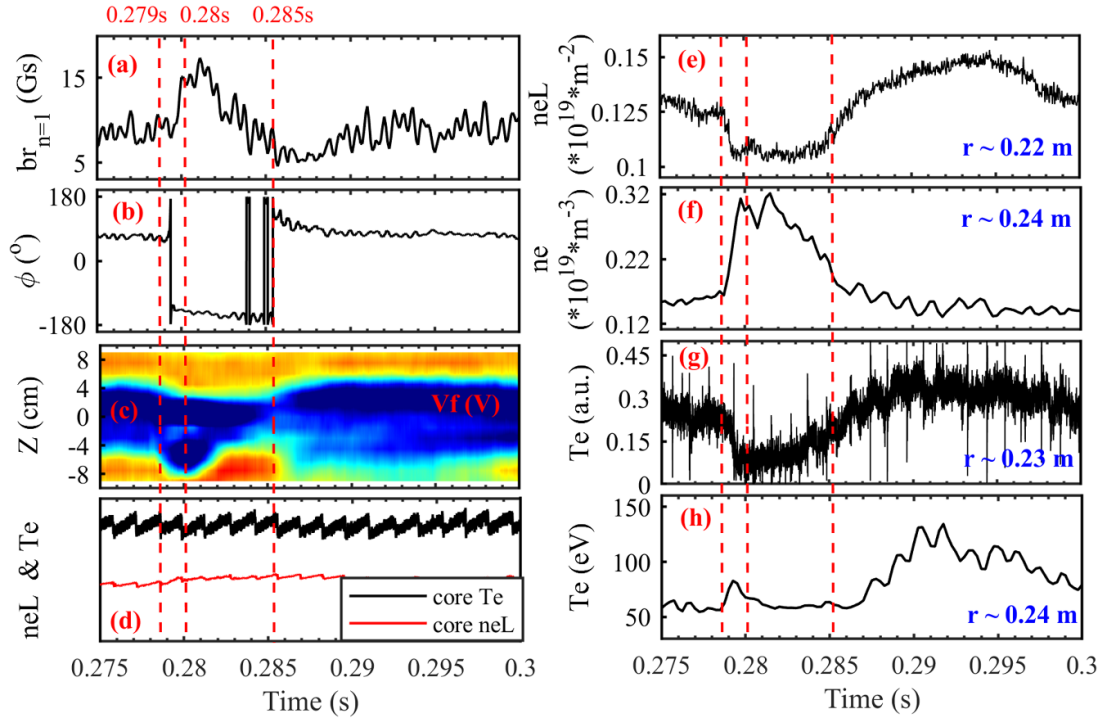 0.279s 0.28s 0.285s
(a)
br n=1 (Gs)
15
5
(b)
ϕ (o)
180
0
-180
(c)
Vf (V)
Z (cm)
8
4
0
-4
-8
(d)
neL & Te
core Te
core neL
0.275 0.28 0.285 0.29 0.295 0.3
Time (s)
(e)
neL
(*10^19*m^-2)
0.15
0.125
0.1
r ~ 0.22 m
(f)
ne
(*10^19*m^-3)
0.32
0.22
0.12
r ~ 0.24 m
(g)
Te (a.u.)
0.45
0.3
0.15
0
r ~ 0.23 m
(h)
Te (eV)
150
100
50
r ~ 0.24 m
0.275 0.28 0.285 0.29 0.295 0.3
Time (s)